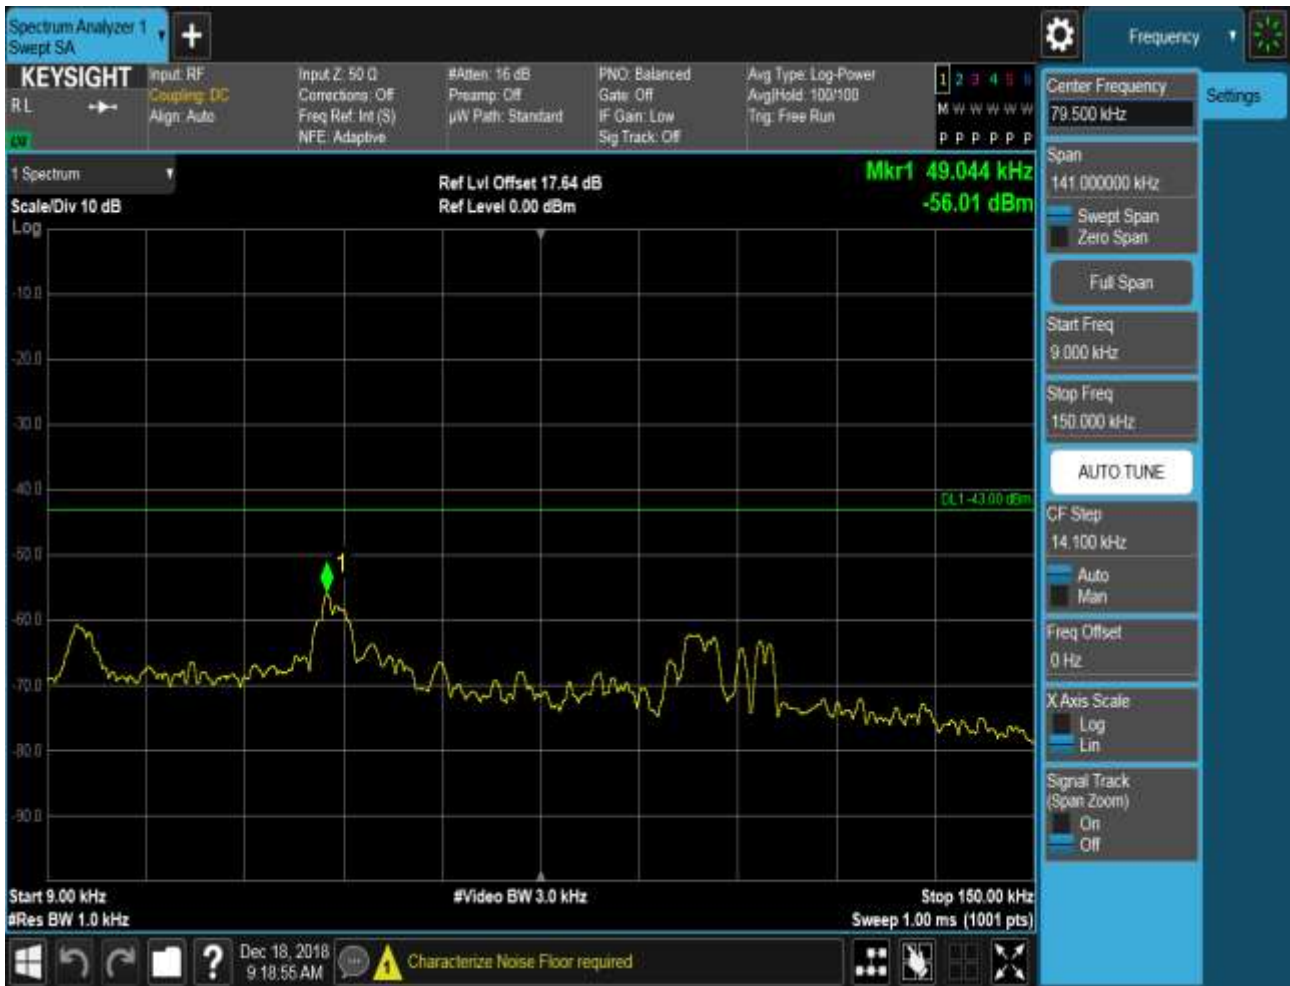 Spectrum Analyzer 1
Swept SA
Frequency
KEYSIGHT
RL
Input: RF
Coupling: DC
Align: Auto
Input Z: 50 Ω
Corrections: Off
Freq Ref: Int (S)
NFE: Adaptive
#Atten: 16 dB
Preamp: Off
µW Path: Standard
PNO: Balanced
Gate: Off
IF Gain: Low
Sig Track: Off
Avg Type: Log-Power
Avg|Hold: 100/100
Trig: Free Run
1 2 3 4 5 6
M W W W W W
P P P P P P
1 Spectrum
Scale/Div 10 dB
Log
Ref Lvl Offset 17.64 dB
Ref Level 0.00 dBm
Mkr1 49.044 kHz
-56.01 dBm
-10.0
-20.0
-30.0
-40.0
DL1 -43.00 dBm
-50.0
1
-60.0
-70.0
-80.0
-90.0
Start 9.00 kHz
#Video BW 3.0 kHz
Stop 150.00 kHz
#Res BW 1.0 kHz
Sweep 1.00 ms (1001 pts)
Center Frequency
79.500 kHz
Settings
Span
141.000000 kHz
Swept Span
Zero Span
Full Span
Start Freq
9.000 kHz
Stop Freq
150.000 kHz
AUTO TUNE
CF Step
14.100 kHz
Auto
Man
Freq Offset
0 Hz
X Axis Scale
Log
Lin
Signal Track
(Span Zoom)
On
Off
?
Dec 18, 2018
9:18:55 AM
1
Characterize Noise Floor required